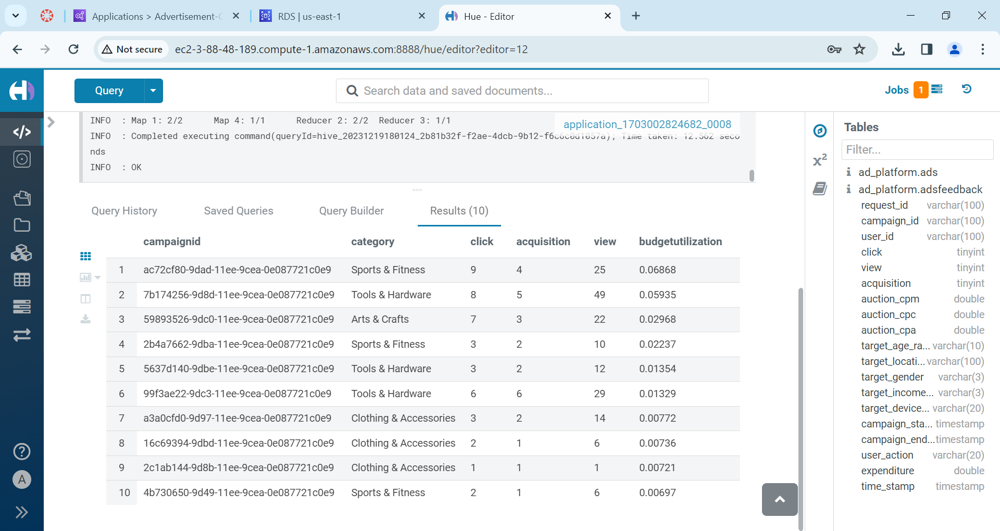 Applications > Advertisement-C
RDS | us-east-1
Hue - Editor
Not secure
ec2-3-88-48-189.compute-1.amazonaws.com:8888/hue/editor?editor=12
Query
Search data and saved documents...
Jobs 1
INFO : Map 1: 2/2 Map 4: 1/1 Reducer 2: 2/2 Reducer 3: 1/1
application_1703002824682_0008
INFO : Completed executing command(queryId=hive_20231219180124_2b81b32f-f2ae-4dcb-9b12-f6c6c0d1057a); Time taken: 12.562 seco
nds
INFO : OK
Query History
Saved Queries
Query Builder
Results (10)
campaignid category click acquisition view budgetutilization
1 ac72cf80-9dad-11ee-9cea-0e087721c0e9 Sports & Fitness 9 4 25 0.06868
2 7b174256-9d8d-11ee-9cea-0e087721c0e9 Tools & Hardware 8 5 49 0.05935
3 59893526-9dc0-11ee-9cea-0e087721c0e9 Arts & Crafts 7 3 22 0.02968
4 2b4a7662-9dba-11ee-9cea-0e087721c0e9 Sports & Fitness 3 2 10 0.02237
5 5637d140-9dbe-11ee-9cea-0e087721c0e9 Tools & Hardware 3 2 12 0.01354
6 99f3ae22-9dc3-11ee-9cea-0e087721c0e9 Tools & Hardware 6 6 29 0.01329
7 a3a0cfd0-9d97-11ee-9cea-0e087721c0e9 Clothing & Accessories 3 2 14 0.00772
8 16c69394-9dbd-11ee-9cea-0e087721c0e9 Clothing & Accessories 2 1 6 0.00736
9 2c1ab144-9d8b-11ee-9cea-0e087721c0e9 Clothing & Accessories 1 1 1 0.00721
10 4b730650-9d49-11ee-9cea-0e087721c0e9 Sports & Fitness 2 1 6 0.00697
A
x²
Tables
Filter...
ad_platform.ads
ad_platform.adsfeedback
request_id varchar(100)
campaign_id varchar(100)
user_id varchar(100)
click tinyint
view tinyint
acquisition tinyint
auction_cpm double
auction_cpc double
auction_cpa double
target_age_ra... varchar(10)
target_locati... varchar(100)
target_gender varchar(3)
target_income... varchar(3)
target_device... varchar(20)
campaign_sta... timestamp
campaign_end... timestamp
user_action varchar(20)
expenditure double
time_stamp timestamp